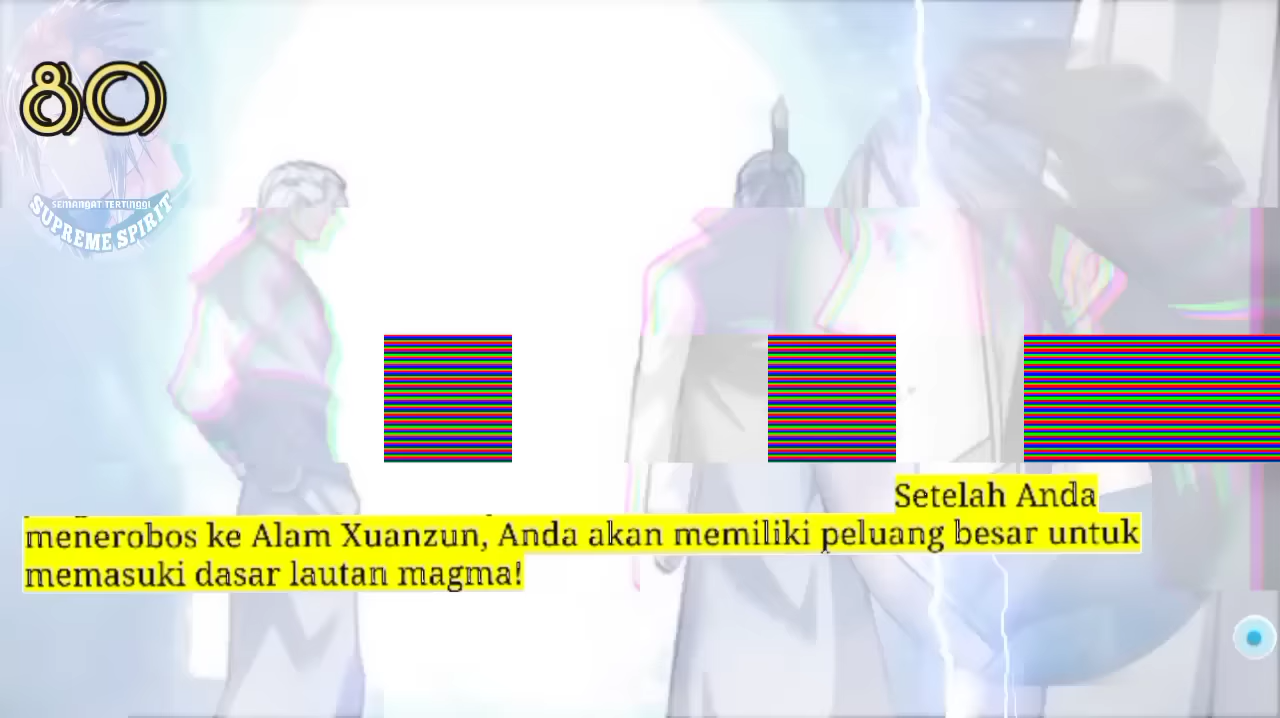 80
SEMANGAT TERTINGGI
SUPREME SPIRIT
Setelah Anda
menerobos ke Alam Xuanzun, Anda akan memiliki peluang besar untuk
memasuki dasar lautan magma!